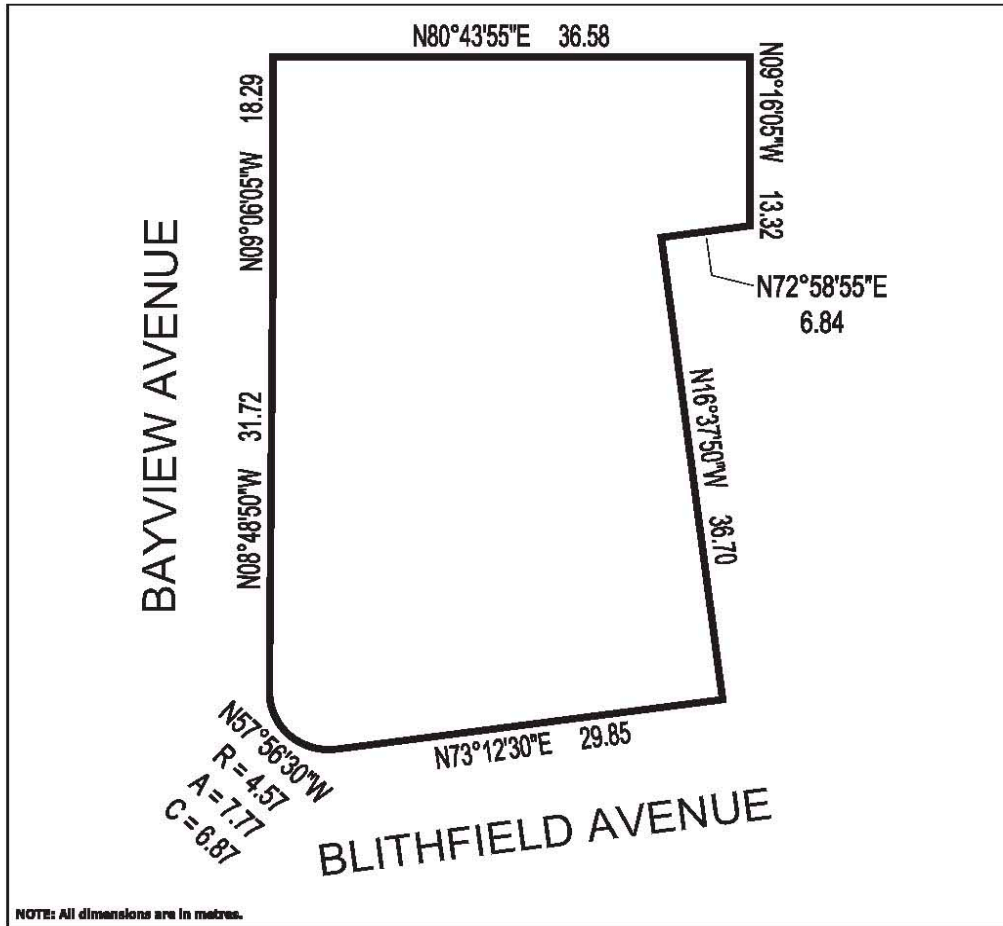 N80°43'55"E 36.58
N09°16'05"W 13.32
N09°06'05"W 18.29
N72°58'55"E
6.84
BAYVIEW AVENUE
N08°48'50"W 31.72
N16°37'50"W 36.70
N57°56'30"W
R = 4.57
A = 7.77
C = 6.87
N73°12'30"E 29.85
BLITHFIELD AVENUE
NOTE: All dimensions are in metres.